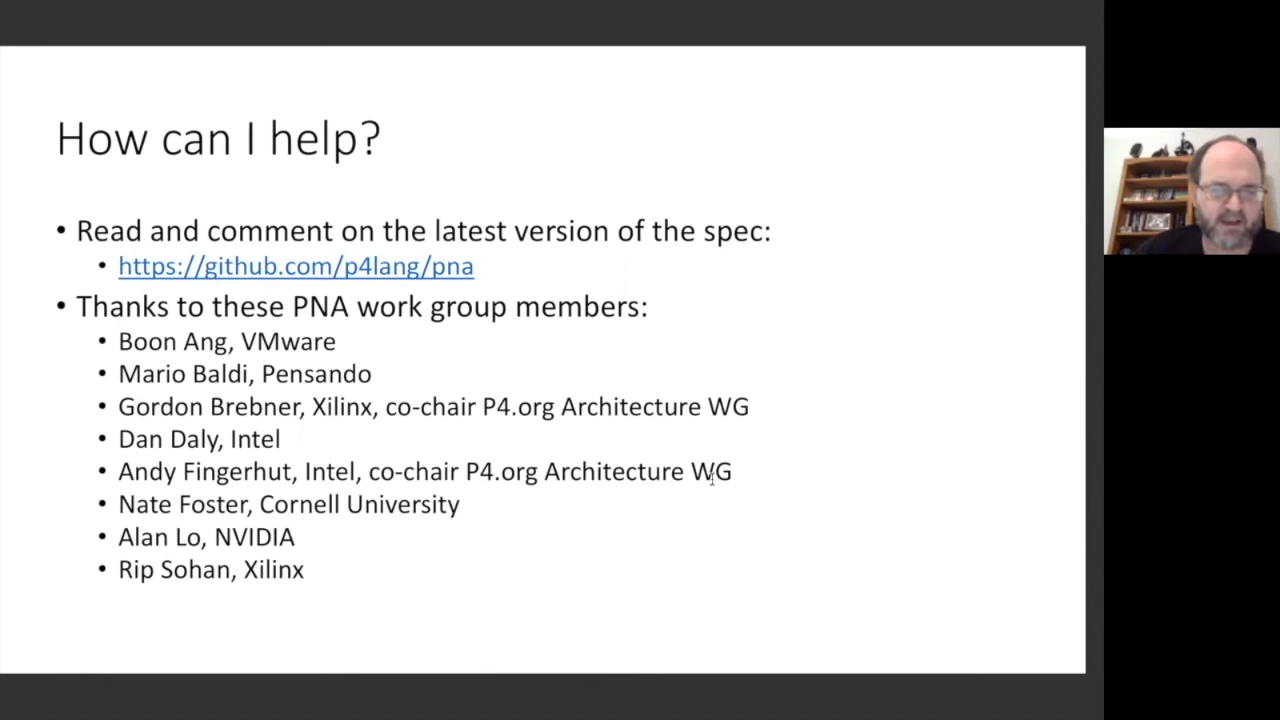 How can I help?
• Read and comment on the latest version of the spec:
• https://github.com/p4lang/pna
• Thanks to these PNA work group members:
• Boon Ang, VMware
• Mario Baldi, Pensando
• Gordon Brebner, Xilinx, co-chair P4.org Architecture WG
• Dan Daly, Intel
• Andy Fingerhut, Intel, co-chair P4.org Architecture WG
• Nate Foster, Cornell University
• Alan Lo, NVIDIA
• Rip Sohan, Xilinx